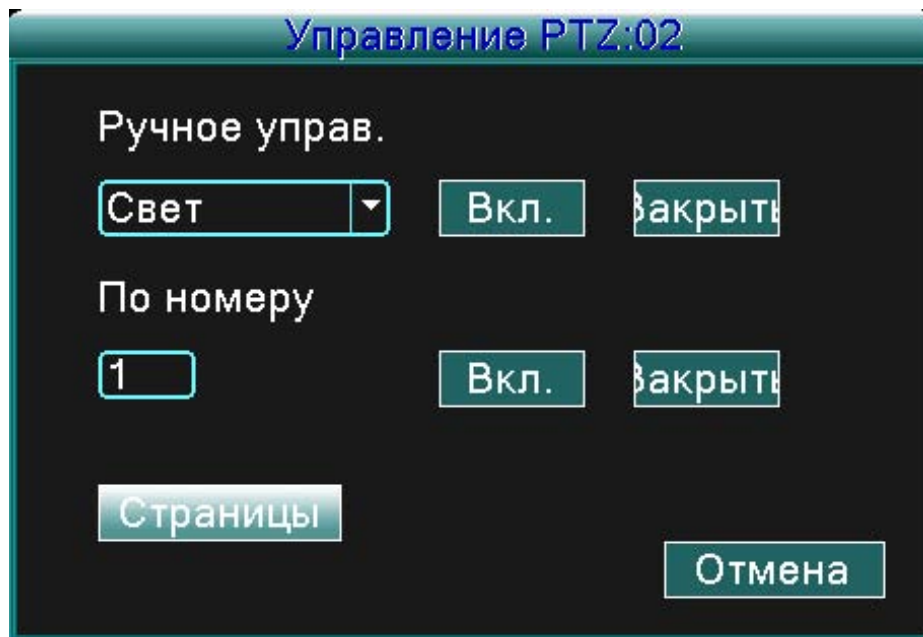 Управление PTZ:02
Ручное управ.
Свет Вкл. Закрыть
По номеру
1 Вкл. Закрыть
Страницы
Отмена